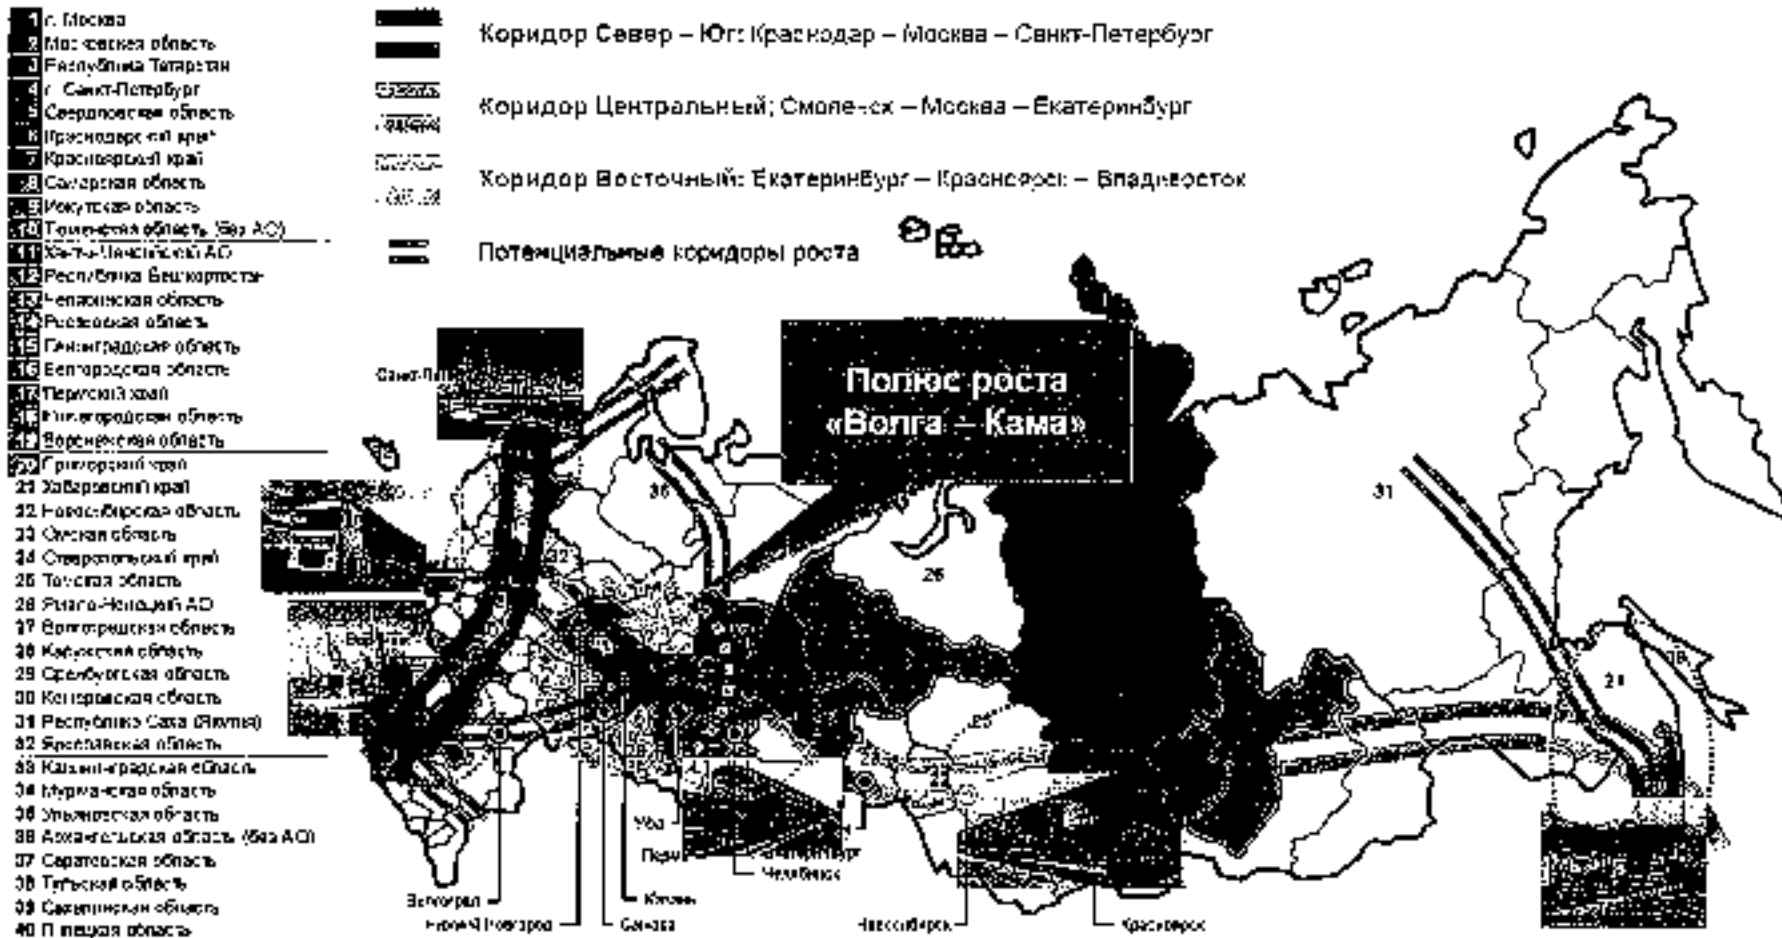 1 г. Москва
2 Московская область
3 Республика Татарстан
4 г. Санкт-Петербург
5 Свердловская область
6 Краснодарский край
7 Красноярский край
8 Самарская область
9 Иркутская область
10 Тюменская область (без АО)
11 Ханты-Мансийский АО
12 Республика Башкортостан
13 Челябинская область
14 Ростовская область
15 Ленинградская область
16 Белгородская область
17 Пермский край
18 Нижегородская область
19 Воронежская область
20 Приморский край
21 Хабаровский край
22 Новосибирская область
23 Омская область
24 Ставропольский край
25 Томская область
26 Ямало-Ненецкий АО
27 Волгоградская область
28 Калужская область
29 Оренбургская область
30 Кемеровская область
31 Республика Саха (Якутия)
32 Ярославская область
33 Калининградская область
34 Мурманская область
35 Ульяновская область
36 Архангельская область (без АО)
37 Саратовская область
38 Тульская область
39 Сахалинская область
40 Липецкая область
Коридор Север – Юг: Краснодар – Москва – Санкт-Петербург
Коридор Центральный: Смоленск – Москва – Екатеринбург
Коридор Восточный: Екатеринбург – Красноярск – Владивосток
Потенциальные коридоры роста
Полюс роста
«Волга – Кама»
36
31
32
26
25
21
Уфа
Пермь
Екатеринбург
Челябинск
Волгоград
Казань
Нижний Новгород
Самара
Новосибирск
Красноярск